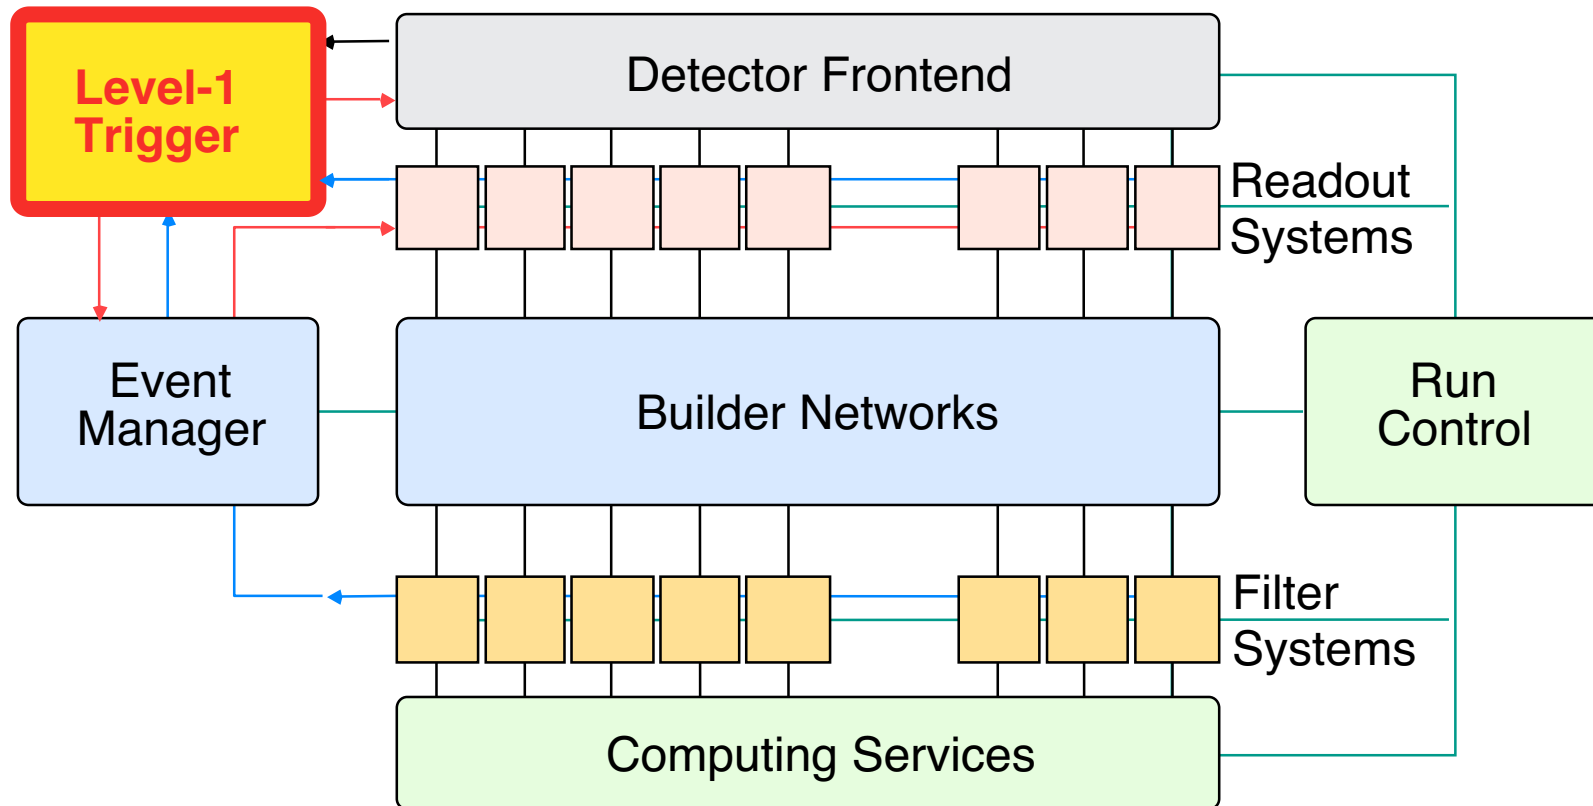 Level-1
Trigger
Detector Frontend
Readout
Systems
Event
Manager
Builder Networks
Run
Control
Filter
Systems
Computing Services